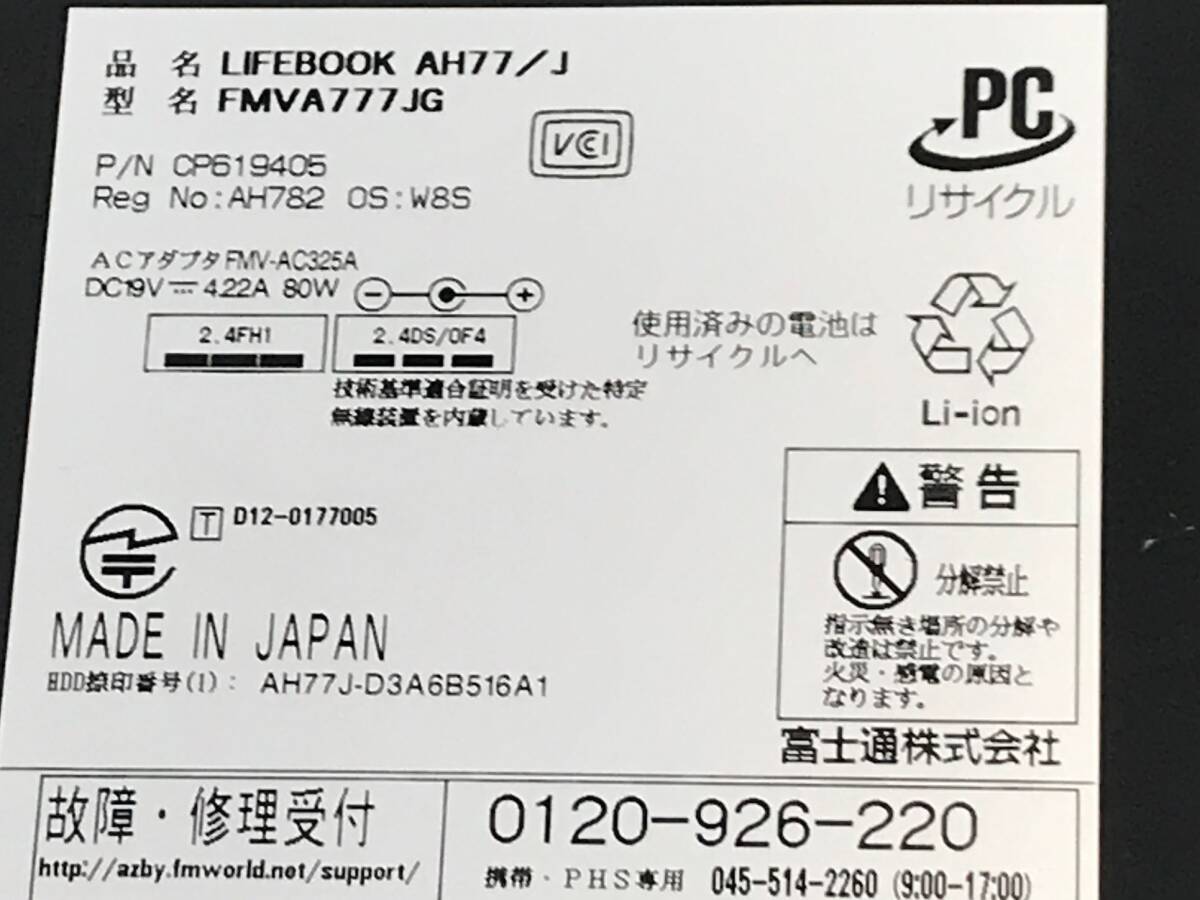 品 名 LIFEBOOK AH77/J
型 名 FMVA777JG
VCI
P/N CP619405
Reg No:AH782 OS:W8S
PC
リサイクル
ACアダプタ FMV-AC325A
DC19V⎓4.22A 80W
2.4FH1
2.4DS/OF4
技術基準適合証明を受けた特定
無線装置を内蔵しています。
使用済みの電池は
リサイクルへ
Li-ion
警告
分解禁止
指示無き場所の分解や
改造は禁止です。
火災・感電の原因と
なります。
T D12-0177005
MADE IN JAPAN
HDD捺印番号(1): AH77J-D3A6B516A1
富士通株式会社
故障・修理受付
http://azby.fmworld.net/support/
0120-926-220
携帯・PHS専用 045-514-2260 (9:00-17:00)